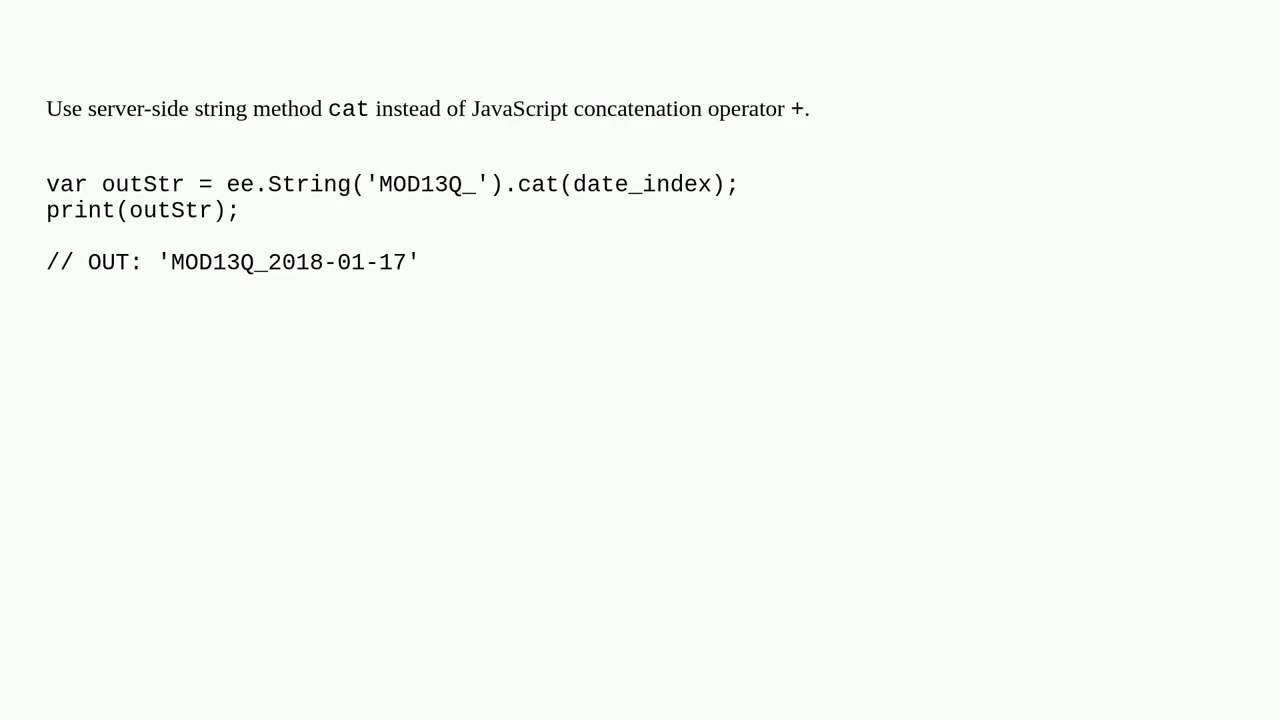 Use server-side string method cat instead of JavaScript concatenation operator +.
var outStr = ee.String('MOD13Q_').cat(date_index);
print(outStr);
// OUT: 'MOD13Q_2018-01-17'